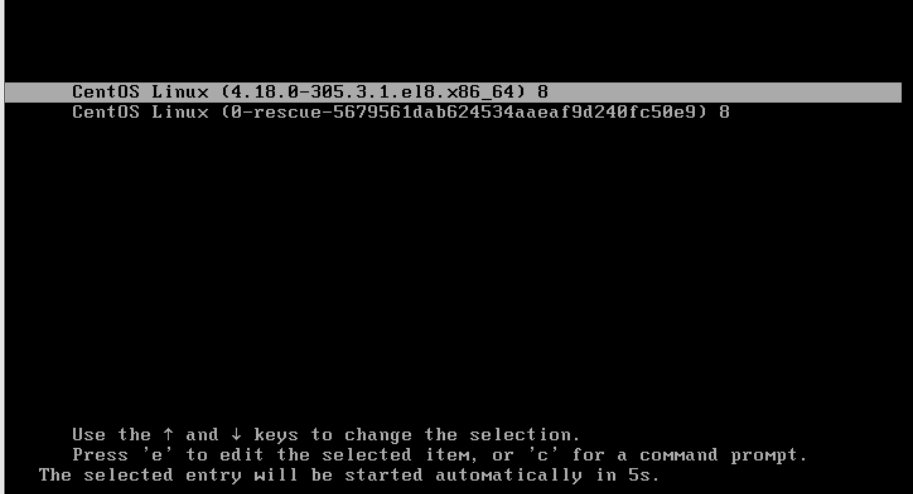 CentOS Linux (4.18.0-305.3.1.el8.x86_64) 8
CentOS Linux (0-rescue-5679561dab624534aaeaf9d240fc50e9) 8
Use the ↑ and ↓ keys to change the selection.
Press 'e' to edit the selected item, or 'c' for a command prompt.
The selected entry will be started automatically in 5s.